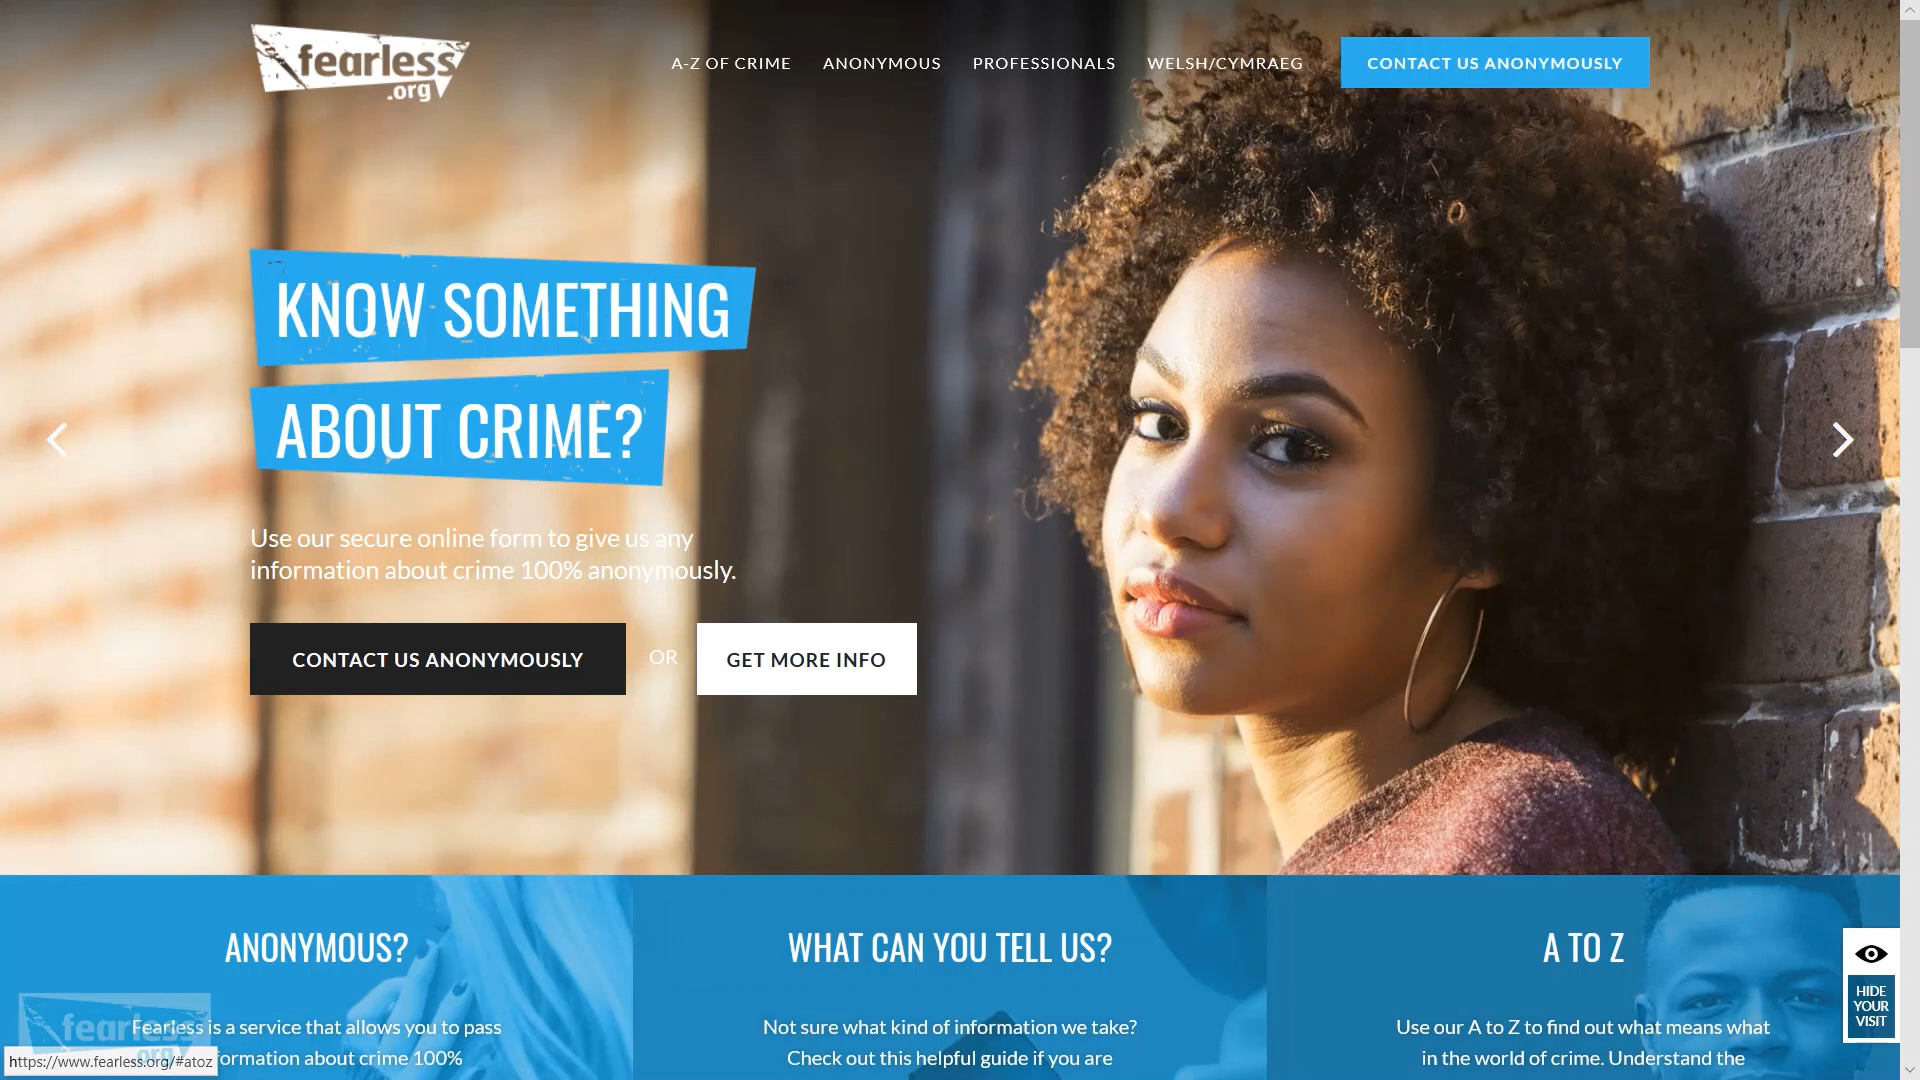 fearless
.org
A-Z OF CRIME
ANONYMOUS
PROFESSIONALS
WELSH/CYMRAEG
CONTACT US ANONYMOUSLY
KNOW SOMETHING
ABOUT CRIME?
Use our secure online form to give us any
information about crime 100% anonymously.
CONTACT US ANONYMOUSLY
OR
GET MORE INFO
ANONYMOUS?
Fearless is a service that allows you to pass
formation about crime 100%
WHAT CAN YOU TELL US?
Not sure what kind of information we take?
Check out this helpful guide if you are
A TO Z
Use our A to Z to find out what means what
in the world of crime. Understand the
HIDE
YOUR
VISIT
fearless
.org
https://www.fearless.org/#atoz